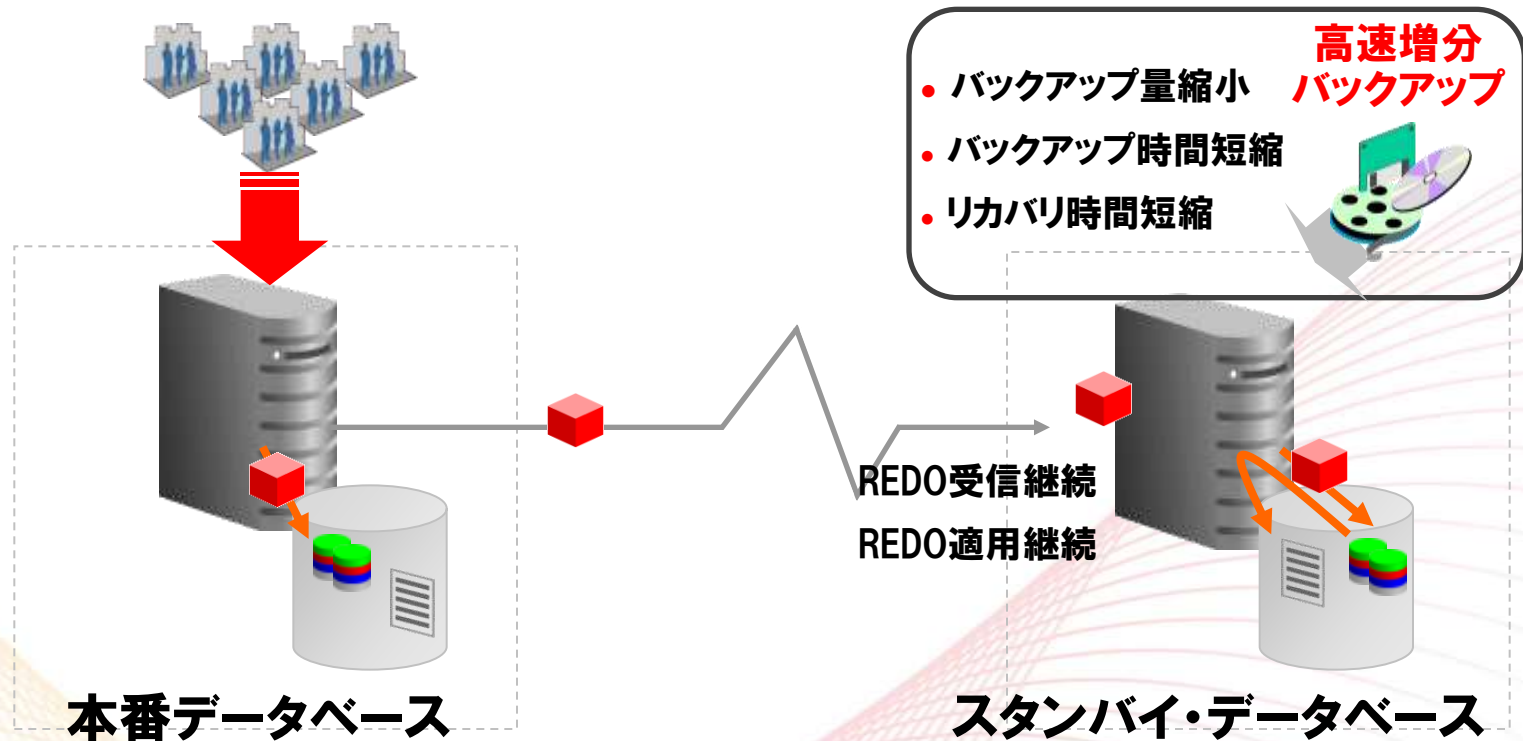 高速増分
バックアップ
• バックアップ量縮小
• バックアップ時間短縮
• リカバリ時間短縮
REDO受信継続
REDO適用継続
本番データベース
スタンバイ・データベース